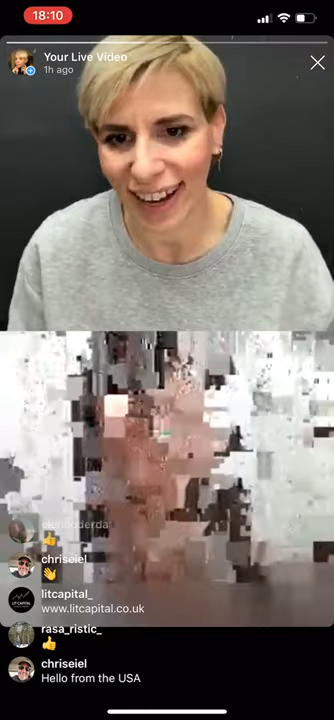 18:10
Your Live Video
1h ago
chriseiel
👋
litcapital_
www.litcapital.co.uk
rasa_ristic_
👍
chriseiel
Hello from the USA